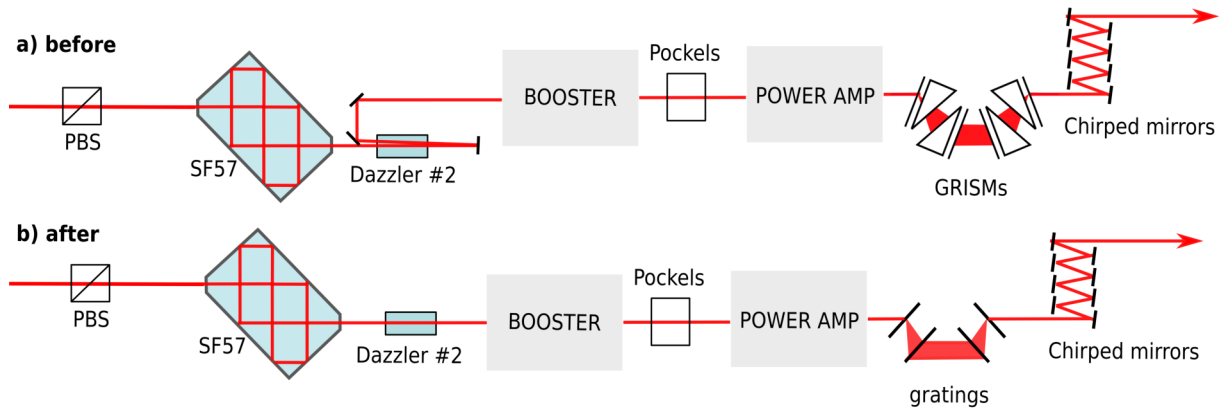 a) before
PBS
SF57
Dazzler #2
BOOSTER
Pockels
POWER AMP
GRISMs
Chirped mirrors
b) after
PBS
SF57
Dazzler #2
BOOSTER
Pockels
POWER AMP
gratings
Chirped mirrors